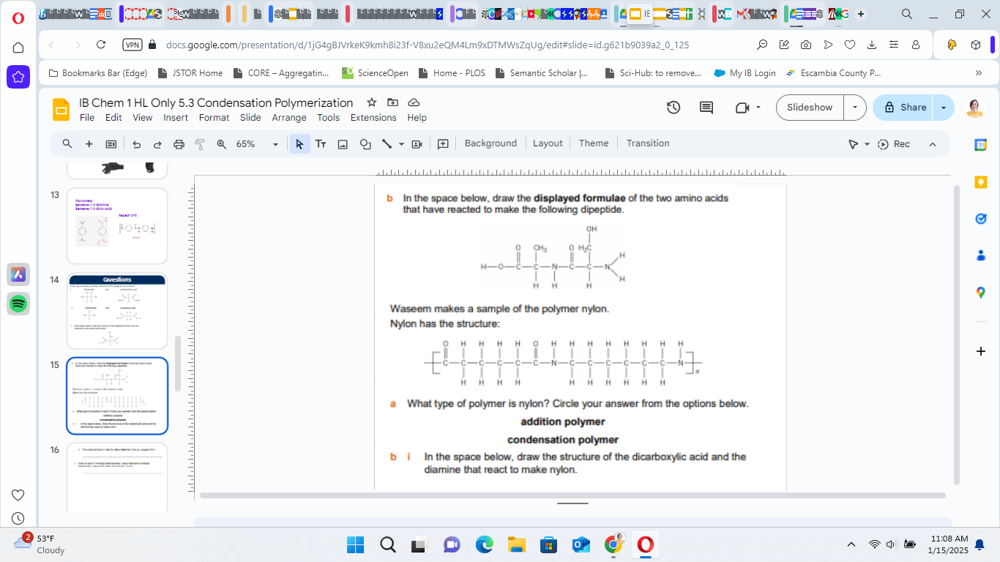 docs.google.com/presentation/d/1jG4gBJVrkeK9kmh8i23f-V8xu2eQM4Lm9xDTMWsZqUg/edit#slide=id.g621b9039a2_0_125
VPN
Bookmarks Bar (Edge)
JSTOR Home
CORE – Aggregatin...
ScienceOpen
Home - PLOS
Semantic Scholar |...
Sci-Hub: to remove...
My IB Login
Escambia County P...
IB Chem 1 HL Only 5.3 Condensation Polymerization
File Edit View Insert Format Slide Arrange Tools Extensions Help
Slideshow
Share
65%
Background
Layout
Theme
Transition
Rec
13
Monomers:
Benzene-1,4-diamine
Repeat unit:
14
Questions
15
16
b In the space below, draw the displayed formulae of the two amino acids
that have reacted to make the following dipeptide.
OH
O CH3 O H2C H
H—O—C—C—N—C—C—N
H H H H
Waseem makes a sample of the polymer nylon.
Nylon has the structure:
O H H H H O H H H H H H H H
C—C—C—C—C—C—N—C—C—C—C—C—C—N
n
H H H H H H H H H H
a What type of polymer is nylon? Circle your answer from the options below.
addition polymer
condensation polymer
b i In the space below, draw the structure of the dicarboxylic acid and the
diamine that react to make nylon.
2
53°F
Cloudy
11:08 AM
1/15/2025